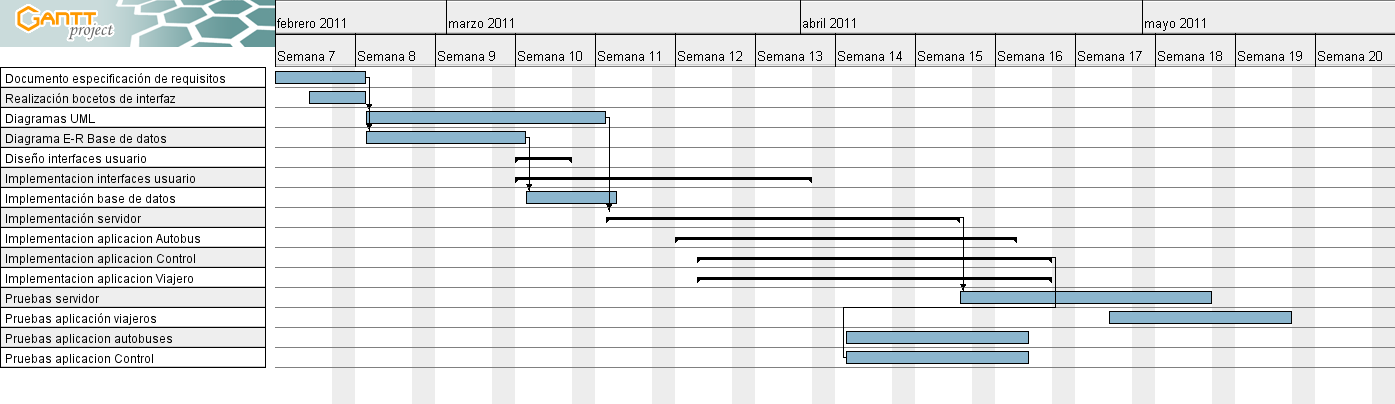 GANTT
project
febrero 2011
marzo 2011
abril 2011
mayo 2011
Semana 7
Semana 8
Semana 9
Semana 10
Semana 11
Semana 12
Semana 13
Semana 14
Semana 15
Semana 16
Semana 17
Semana 18
Semana 19
Semana 20
Documento especificación de requisitos
Realización bocetos de interfaz
Diagramas UML
Diagrama E-R Base de datos
Diseño interfaces usuario
Implementacion interfaces usuario
Implementación base de datos
Implementación servidor
Implementacion aplicacion Autobus
Implementacion aplicacion Control
Implementacion aplicacion Viajero
Pruebas servidor
Pruebas aplicación viajeros
Pruebas aplicacion autobuses
Pruebas aplicacion Control